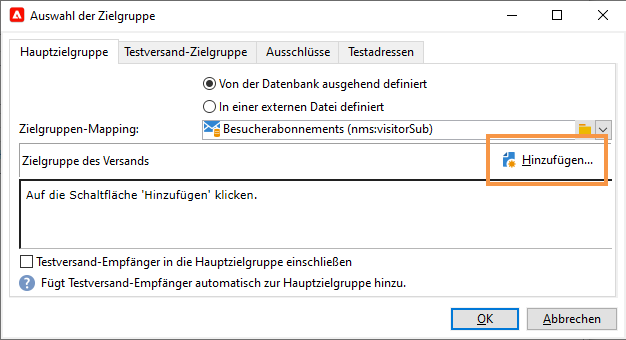 Auswahl der Zielgruppe
Hauptzielgruppe Testversand-Zielgruppe Ausschlüsse Testadressen
Von der Datenbank ausgehend definiert
In einer externen Datei definiert
Zielgruppen-Mapping: Besucherabonnements (nms:visitorSub)
Zielgruppe des Versands Hinzufügen...
Auf die Schaltfläche 'Hinzufügen' klicken.
Testversand-Empfänger in die Hauptzielgruppe einschließen
? Fügt Testversand-Empfänger automatisch zur Hauptzielgruppe hinzu.
OK Abbrechen